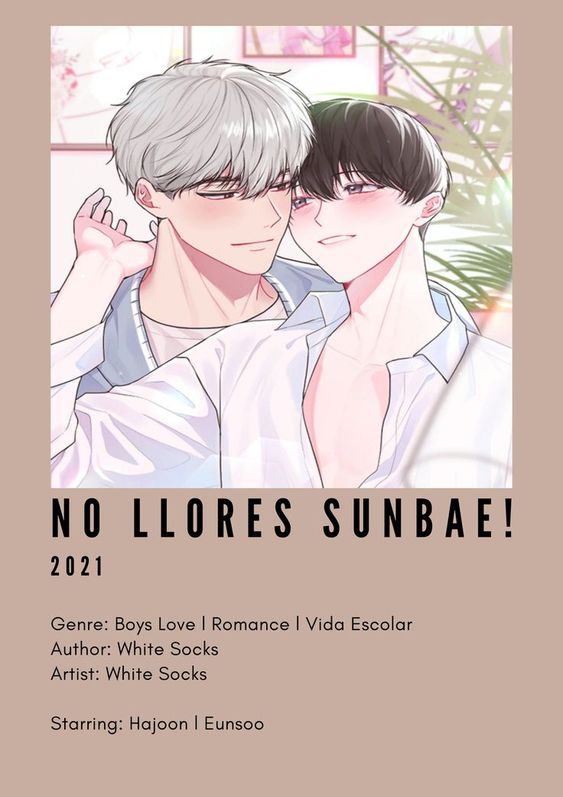 NO LLORES SUNBAE!
2021
Genre: Boys Love | Romance | Vida Escolar
Author: White Socks
Artist: White Socks
Starring: Hajoon | Eunsoo